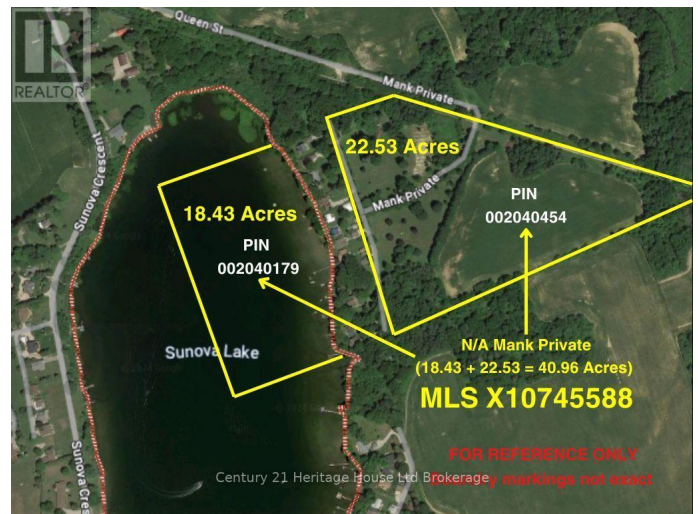 REALTOR
Queen St
Mank Private
22.53 Acres
Sunova Crescent
Mank Private
18.43 Acres
PIN
002040454
PIN
002040179
N/A Mank Private
Sunova Lake
(18.43 + 22.53 = 40.96 Acres)
MLS X10745588
FOR REFERENCE ONLY
Century 21 Heritage House Ltd Brokerage
markings not exact
Sunova Cres